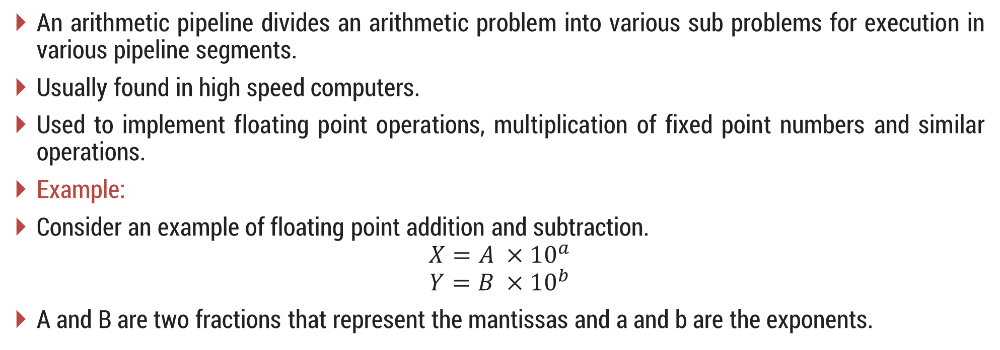 An arithmetic pipeline divides an arithmetic problem into various sub problems for execution in
various pipeline segments.
Usually found in high speed computers.
Used to implement floating point operations, multiplication of fixed point numbers and similar
operations.
Example:
Consider an example of floating point addition and subtraction.
X = A × 10^a
Y = B × 10^b
A and B are two fractions that represent the mantissas and a and b are the exponents.